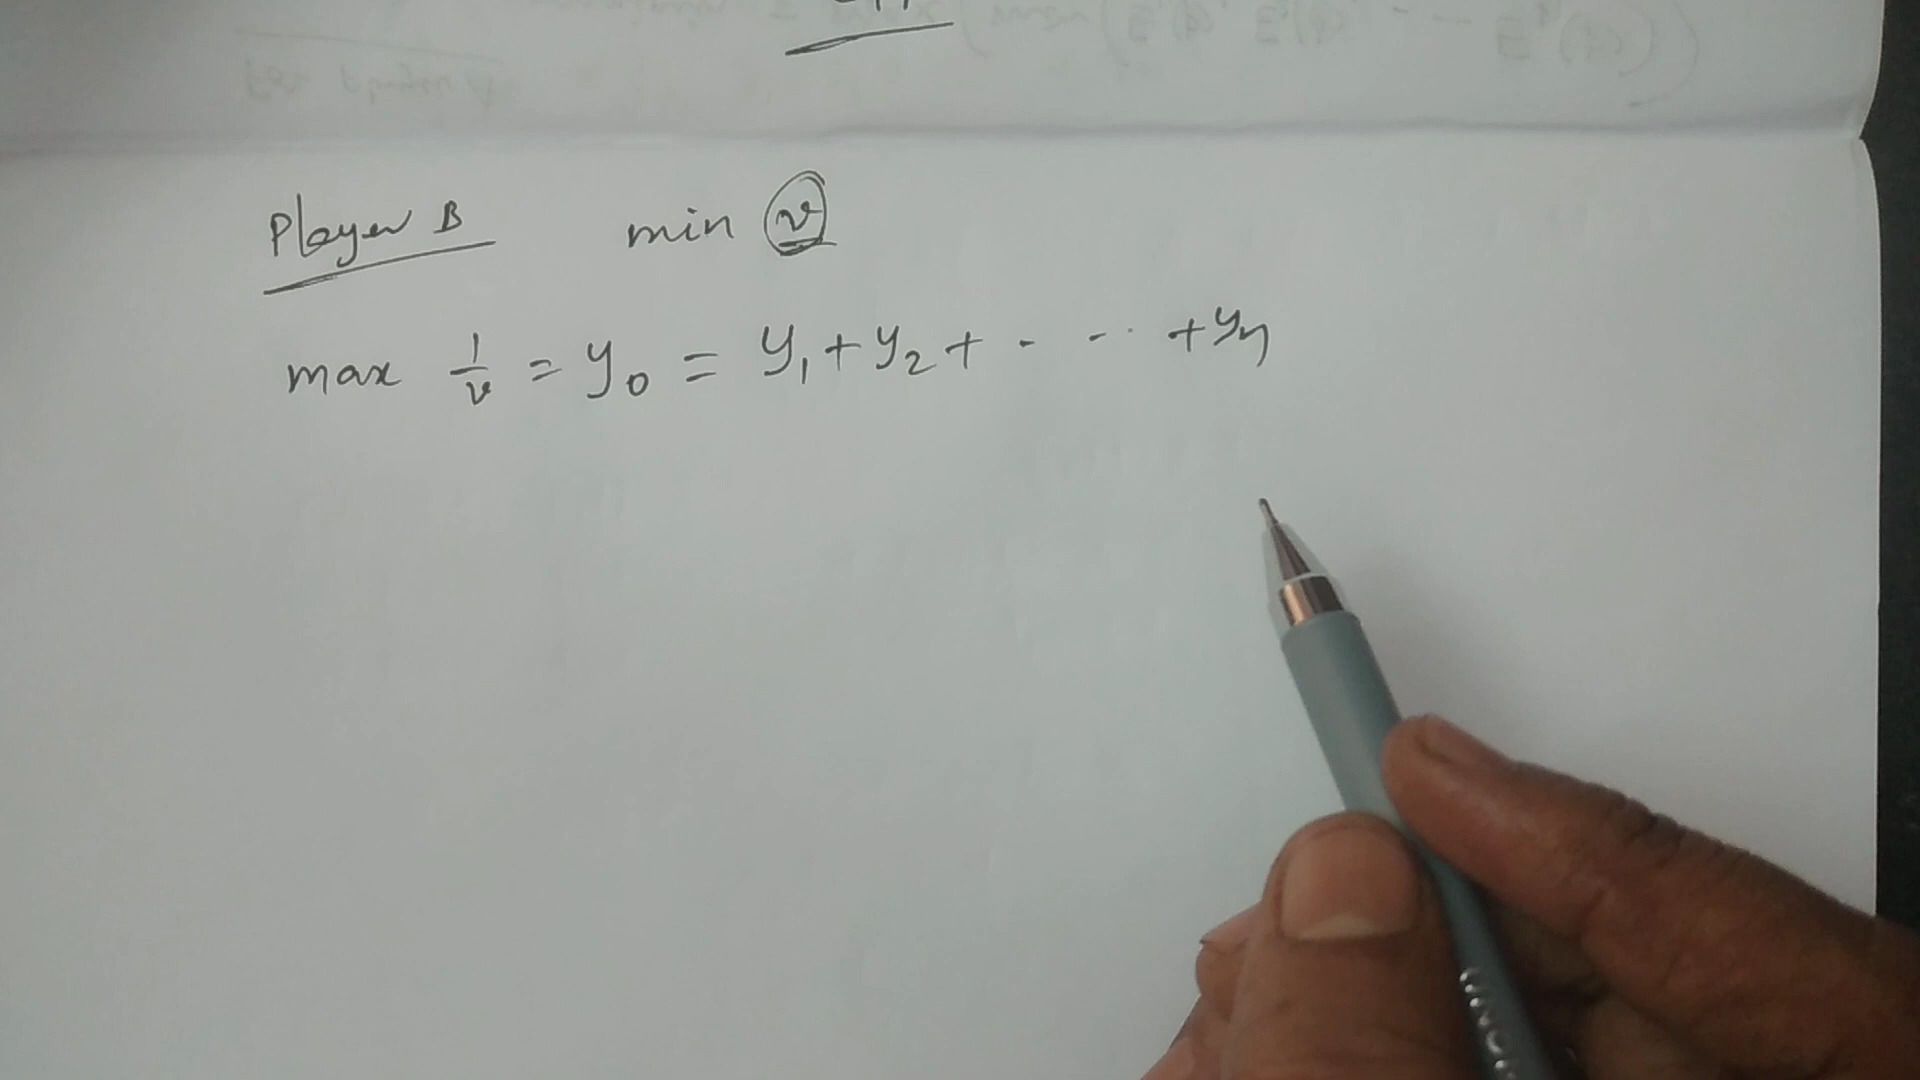 Player B min v
max 1/v = y0 = y1 + y2 + - - - + yn